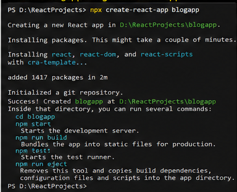 PS D:\ReactProjects> npx create-react-app blogapp
Creating a new React app in D:\ReactProjects\blogapp.
Installing packages. This might take a couple of minutes.
Installing react, react-dom, and react-scripts
with cra-template...
added 1417 packages in 2m
Initialized a git repository.
Success! Created blogapp at D:\ReactProjects\blogapp
Inside that directory, you can run several commands:
cd blogapp
npm start
Starts the development server.
npm run build
Bundles the app into static files for production.
npm test!
Starts the test runner.
npm run eject
Removes this tool and copies build dependencies,
configuration files and scripts into the app directory.
PS D:\ReactProjects>